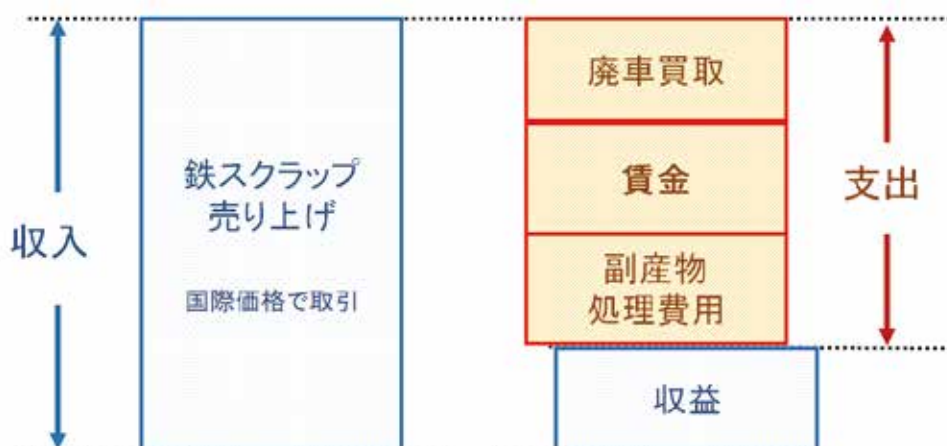 収入
鉄スクラップ
売り上げ
国際価格で取引
廃車買取
賃金
副産物
処理費用
収益
支出